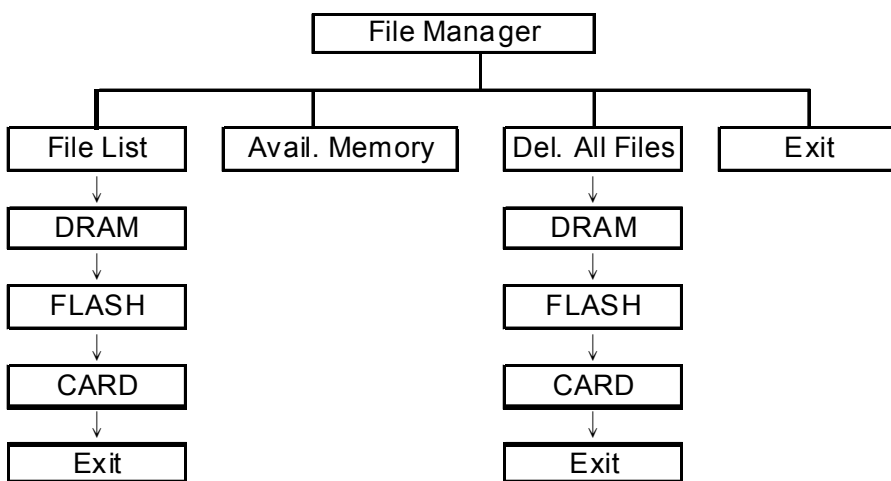 File Manager
File List
Avail. Memory
Del. All Files
Exit
DRAM
DRAM
FLASH
FLASH
CARD
CARD
Exit
Exit